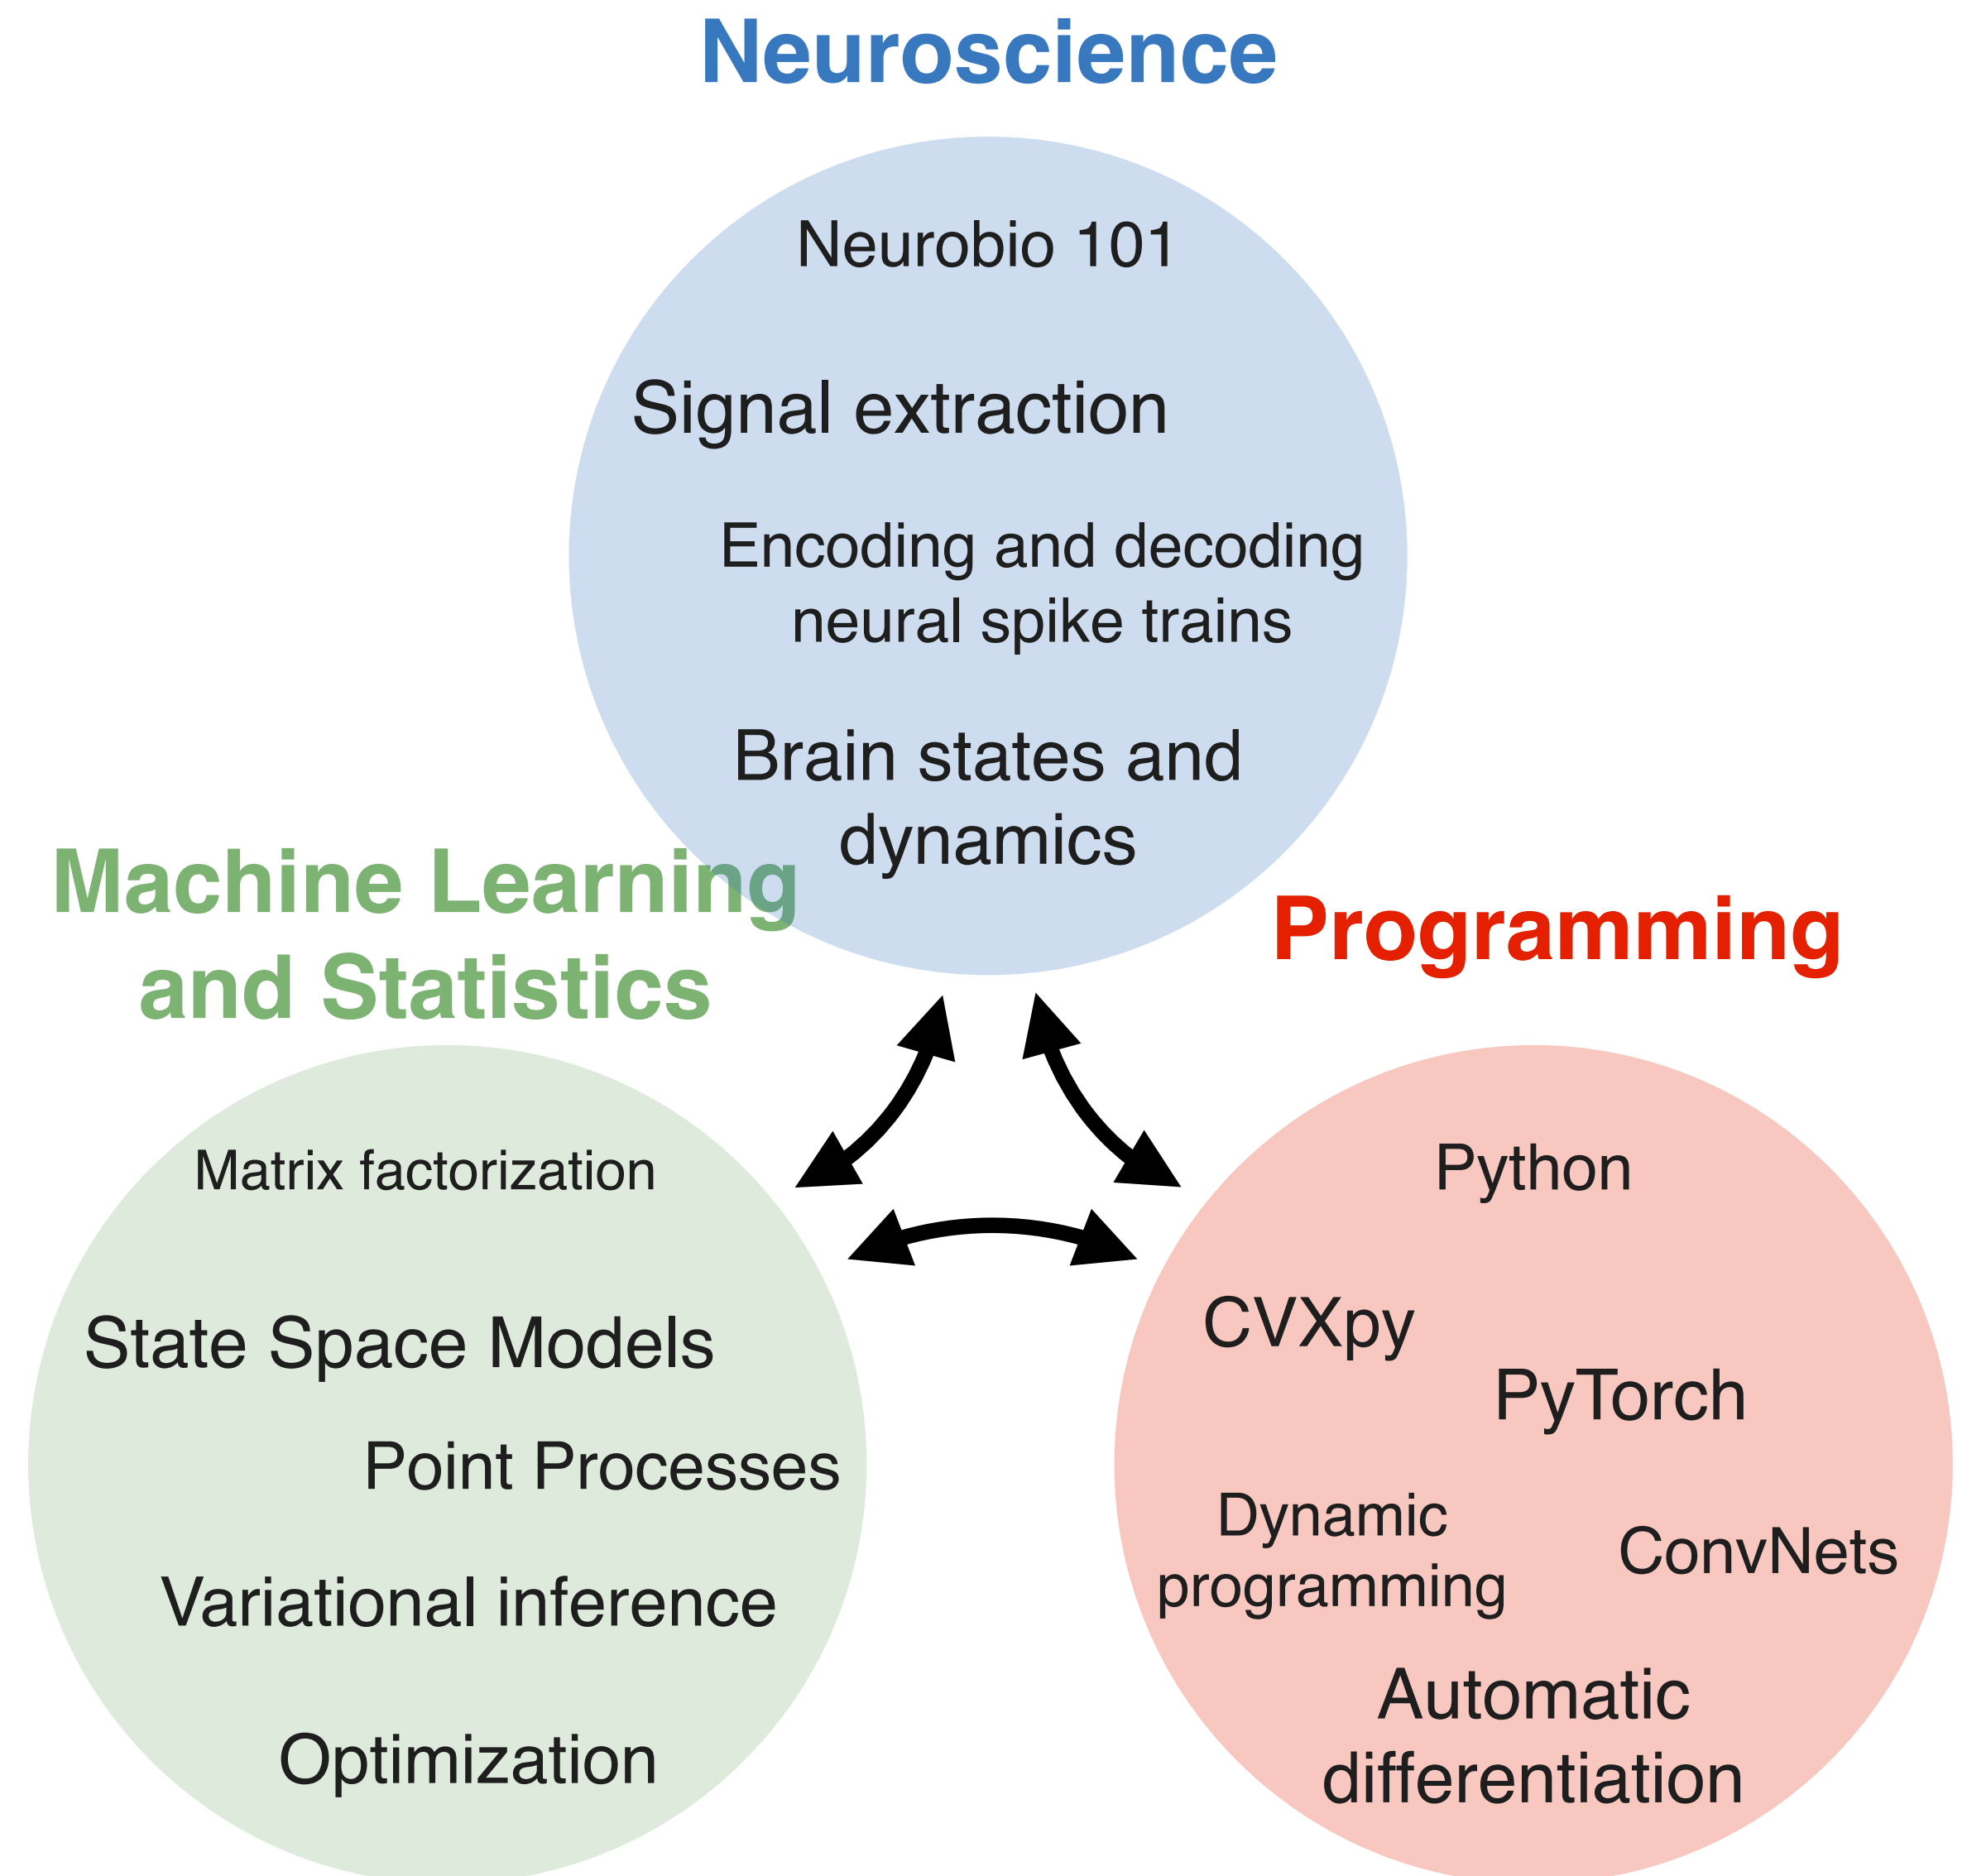 Neuroscience
Neurobio 101
Signal extraction
Encoding and decoding
neural spike trains
Brain states and
dynamics
Machine Learning
and Statistics
Matrix factorization
State Space Models
Point Processes
Variational inference
Optimization
Programming
Python
CVXpy
PyTorch
Dynamic
programming
ConvNets
Automatic
differentiation